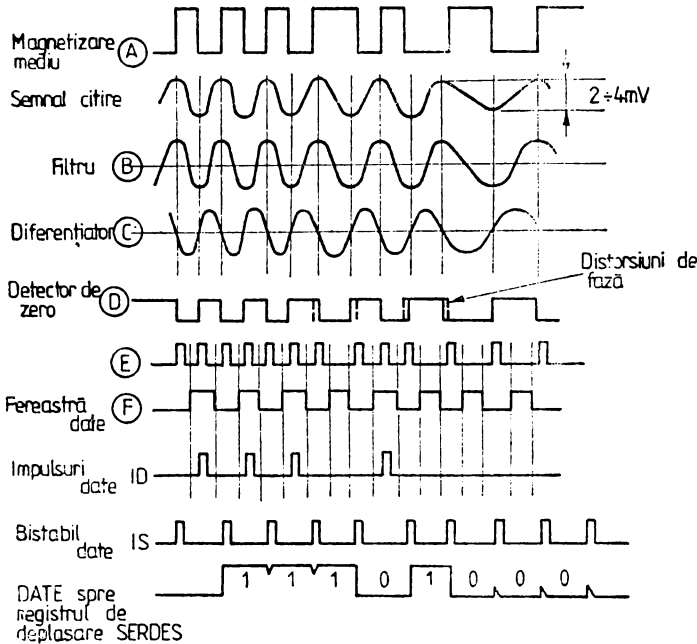 Magnetizare
mediu
A
Semnal citire
2÷4mV
Filtru B
Diferențiator C
Detector de
zero
D
Distorsiuni de
fază
E
Fereastră
date
F
Impulsuri
date
ID
Bistabil
date
IS
1 1 1 0 1 0 0 0
DATE spre
registrul de
deplasare SERDES